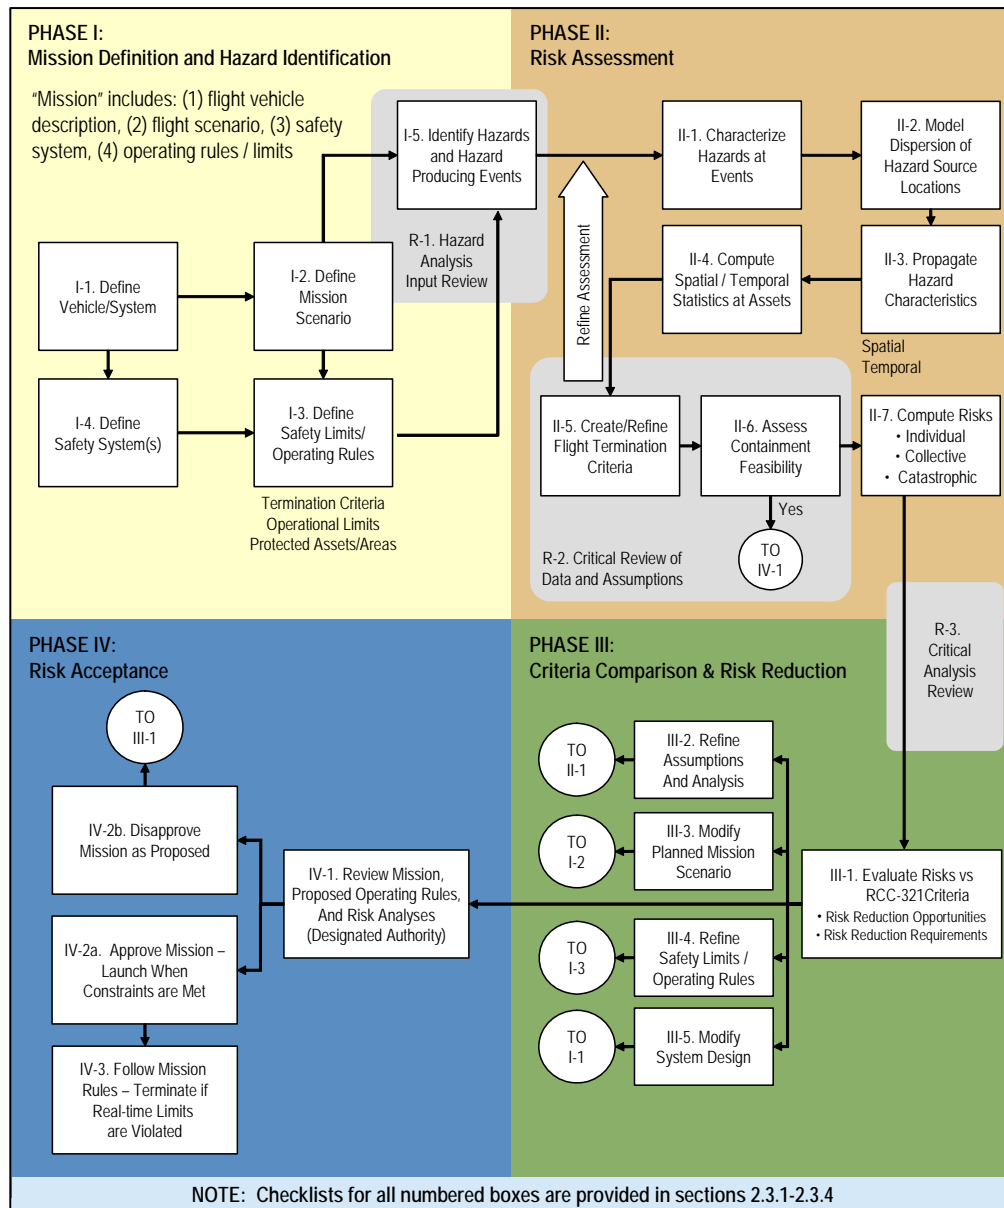 PHASE I:
Mission Definition and Hazard Identification
“Mission” includes: (1) flight vehicle
description, (2) flight scenario, (3) safety
system, (4) operating rules / limits
I-5. Identify Hazards
and Hazard
Producing Events
R-1. Hazard
Analysis
Input Review
I-1. Define
Vehicle/System
I-2. Define
Mission
Scenario
I-4. Define
Safety System(s)
I-3. Define
Safety Limits/
Operating Rules
Termination Criteria
Operational Limits
Protected Assets/Areas
PHASE II:
Risk Assessment
II-1. Characterize
Hazards at
Events
II-2. Model
Dispersion of
Hazard Source
Locations
II-4. Compute
Spatial / Temporal
Statistics at Assets
II-3. Propagate
Hazard
Characteristics
Spatial
Temporal
Refine Assessment
II-5. Create/Refine
Flight Termination
Criteria
II-6. Assess
Containment
Feasibility
II-7. Compute Risks
• Individual
• Collective
• Catastrophic
Yes
TO
IV-1
R-2. Critical Review of
Data and Assumptions
R-3.
Critical
Analysis
Review
PHASE IV:
Risk Acceptance
TO
III-1
IV-2b. Disapprove
Mission as Proposed
IV-1. Review Mission,
Proposed Operating Rules,
And Risk Analyses
(Designated Authority)
IV-2a. Approve Mission –
Launch When
Constraints are Met
IV-3. Follow Mission
Rules – Terminate if
Real-time Limits
are Violated
PHASE III:
Criteria Comparison & Risk Reduction
TO
II-1
III-2. Refine
Assumptions
And Analysis
TO
I-2
III-3. Modify
Planned Mission
Scenario
III-1. Evaluate Risks vs
RCC-321Criteria
• Risk Reduction Opportunities
• Risk Reduction Requirements
TO
I-3
III-4. Refine
Safety Limits /
Operating Rules
TO
I-1
III-5. Modify
System Design
NOTE: Checklists for all numbered boxes are provided in sections 2.3.1-2.3.4